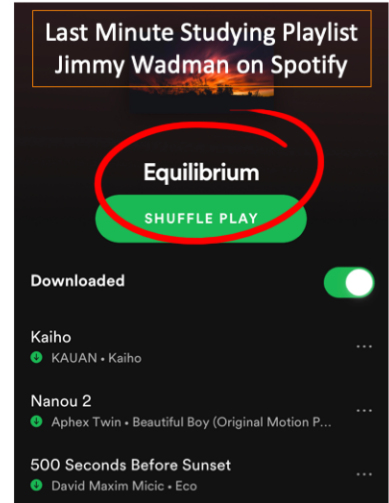 Last Minute Studying Playlist
Jimmy Wadman on Spotify
Equilibrium
SHUFFLE PLAY
Downloaded
Kaiho
KAUAN • Kaiho
Nanou 2
Aphex Twin • Beautiful Boy (Original Motion P...
500 Seconds Before Sunset
David Maxim Micic • Eco